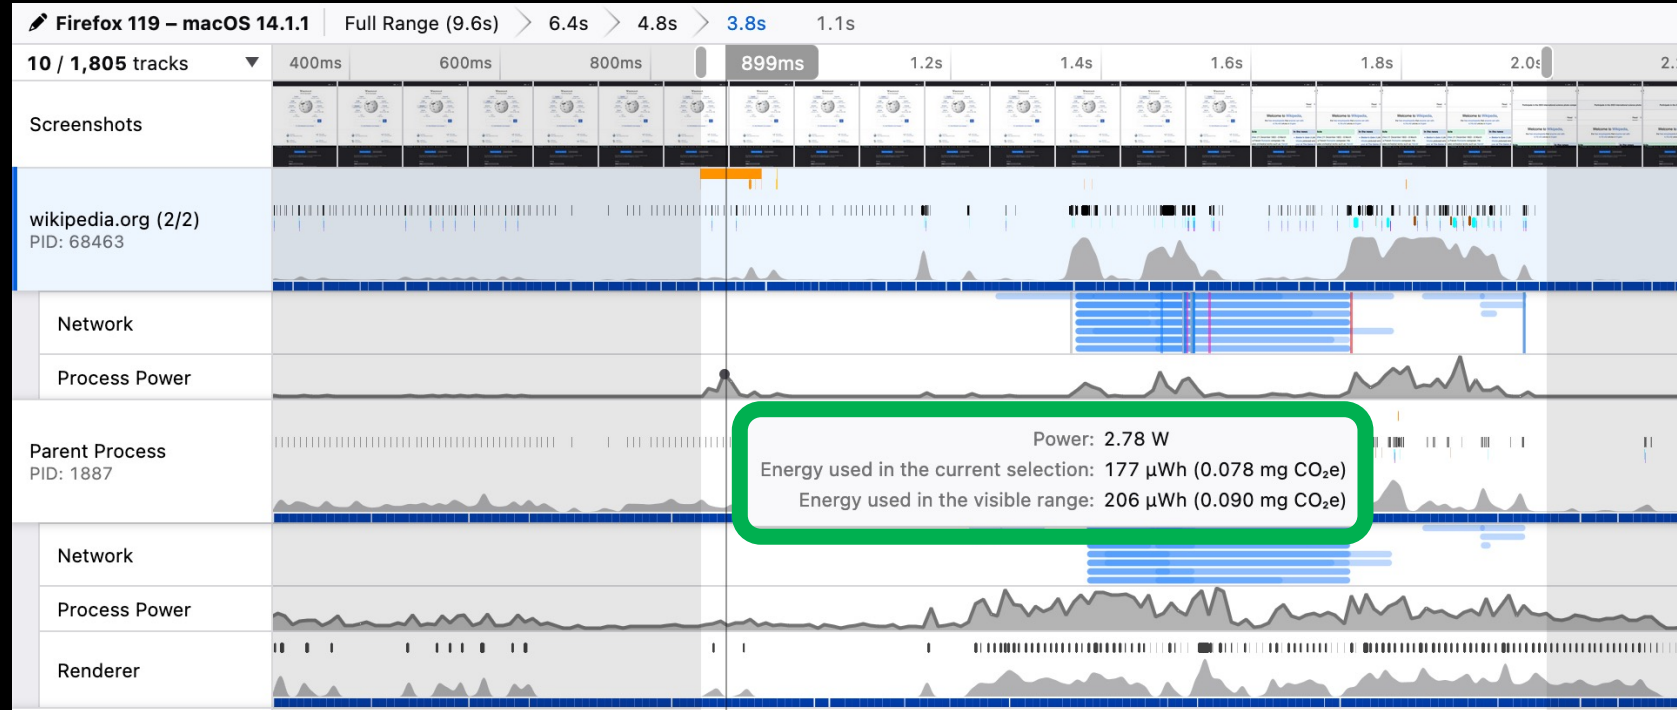 Firefox 119 – macOS 14.1.1 Full Range (9.6s) 6.4s 4.8s 3.8s 1.1s
10 / 1,805 tracks 400ms 600ms 800ms 899ms 1.2s 1.4s 1.6s 1.8s 2.0s 2.
Screenshots
wikipedia.org (2/2)
PID: 68463
Network
Process Power
Power: 2.78 W
Parent Process
Energy used in the current selection: 177 µWh (0.078 mg CO₂e)
PID: 1887
Energy used in the visible range: 206 µWh (0.090 mg CO₂e)
Network
Process Power
Renderer